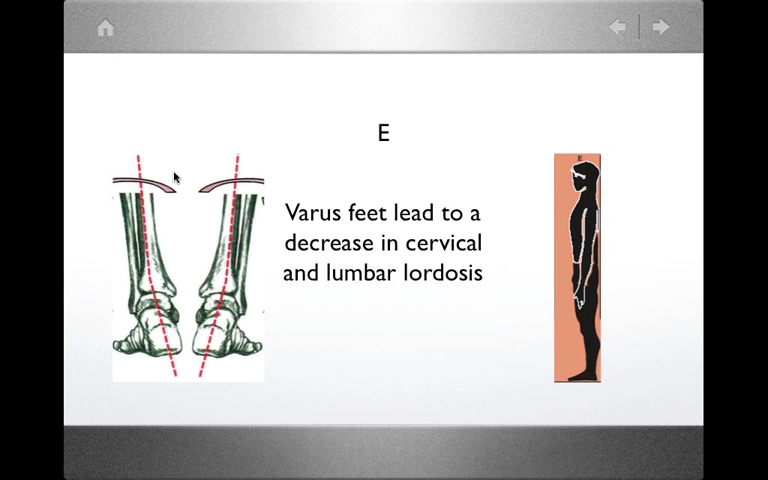 E
E
Varus feet lead to a
decrease in cervical
and lumbar lordosis